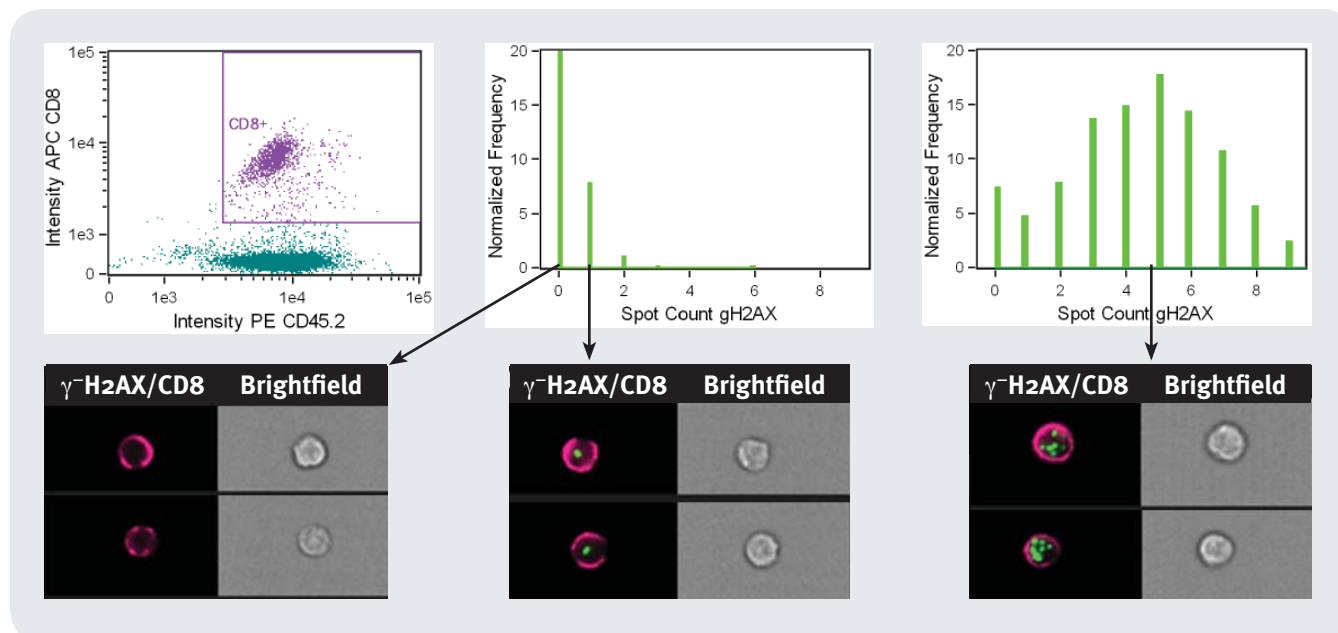 1e5
1e4
1e3
0
Intensity APC CD8
CD8+
0 1e3 1e4 1e5
Intensity PE CD45.2
20
15
10
5
0
Normalized Frequency
0 2 4 6 8
Spot Count gH2AX
20
15
10
5
0
Normalized Frequency
0 2 4 6 8
Spot Count gH2AX
γ⁻H2AX/CD8 Brightfield
γ⁻H2AX/CD8 Brightfield
γ⁻H2AX/CD8 Brightfield